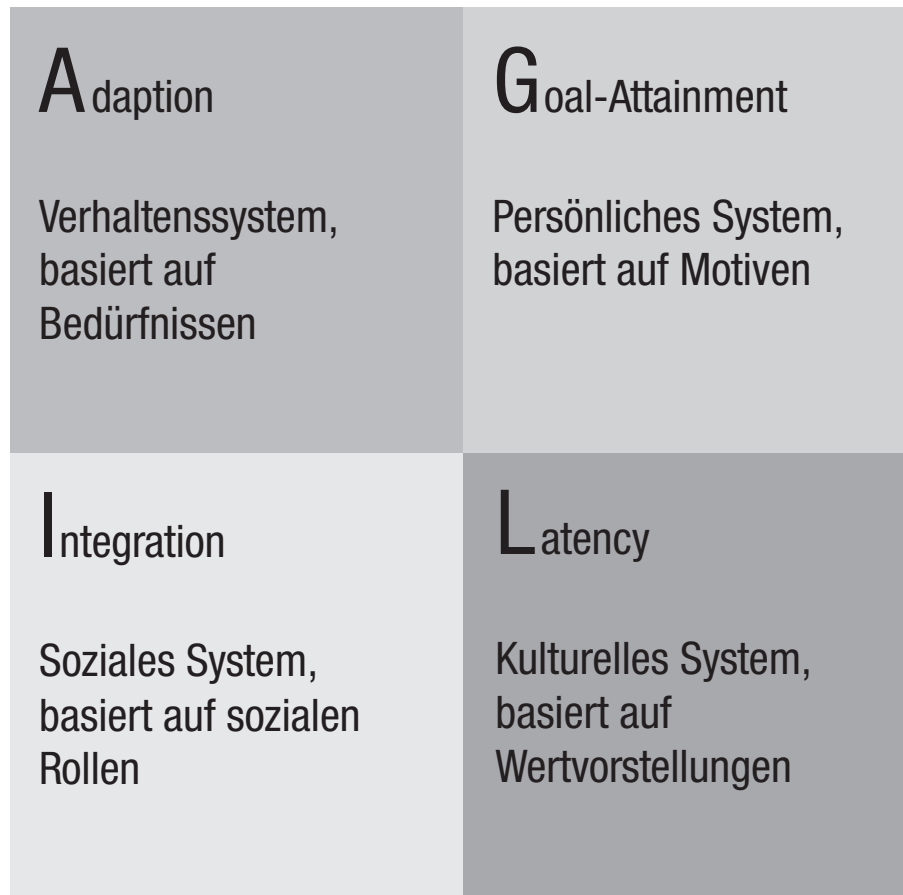 Adaption
Verhaltenssystem,
basiert auf
Bedürfnissen
Goal-Attainment
Persönliches System,
basiert auf Motiven
Integration
Soziales System,
basiert auf sozialen
Rollen
Latency
Kulturelles System,
basiert auf
Wertvorstellungen